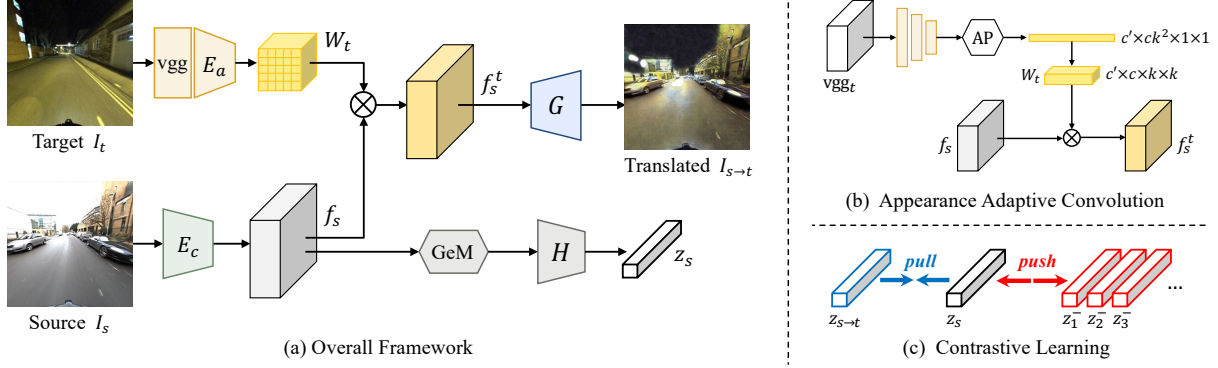 vgg
E_a
W_t
f_s^t
G
Target I_t
Translated I_{s→t}
f_s
E_c
GeM
H
z_s
Source I_s
(a) Overall Framework
vgg_t
AP
c′×ck²×1×1
W_t
c′×c×k×k
f_s
f_s^t
(b) Appearance Adaptive Convolution
pull
push
...
z_{s→t}
z_s
z_1^-
z_2^-
z_3^-
(c) Contrastive Learning